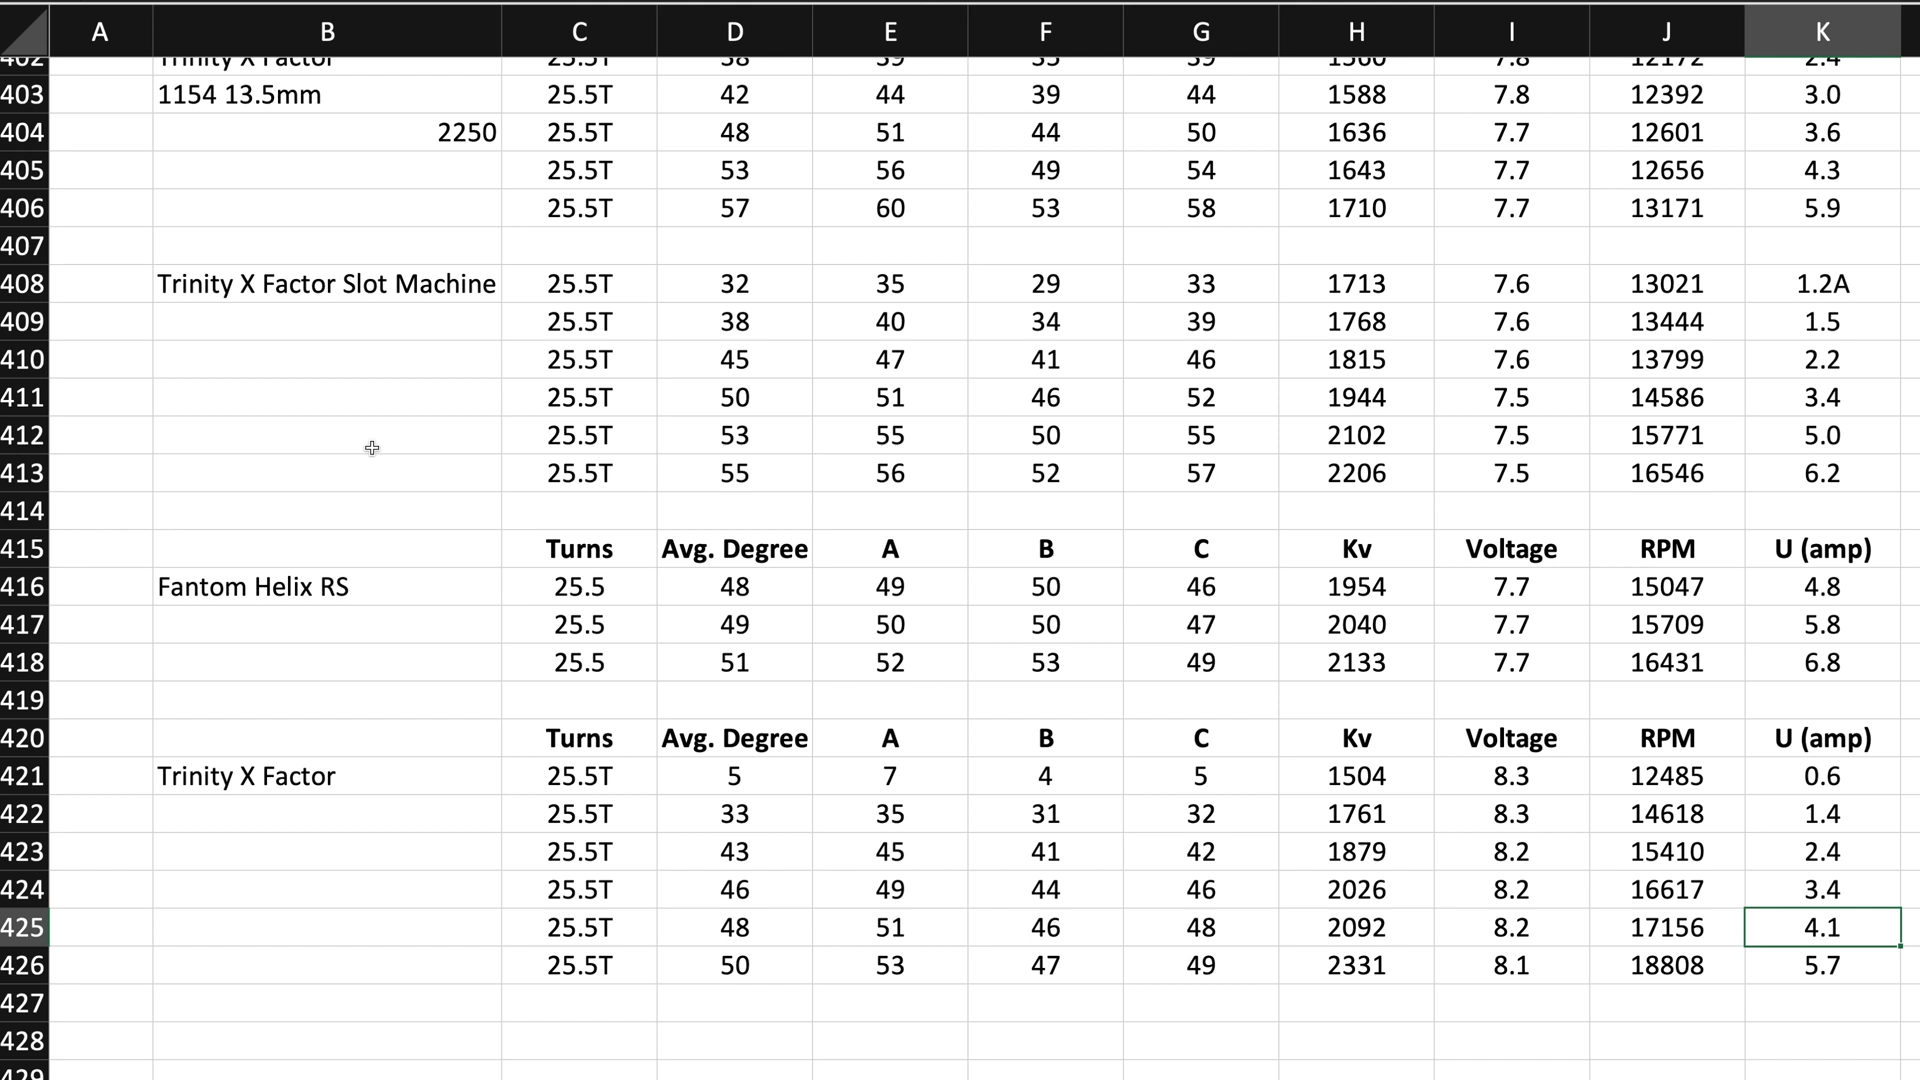 A B C D E F G H I J K
402 Trinity X Factor 25.5T 38 39 35 39 1560 7.8 12172 2.4
403 1154 13.5mm 25.5T 42 44 39 44 1588 7.8 12392 3.0
404 2250 25.5T 48 51 44 50 1636 7.7 12601 3.6
405 25.5T 53 56 49 54 1643 7.7 12656 4.3
406 25.5T 57 60 53 58 1710 7.7 13171 5.9
407
408 Trinity X Factor Slot Machine 25.5T 32 35 29 33 1713 7.6 13021 1.2A
409 25.5T 38 40 34 39 1768 7.6 13444 1.5
410 25.5T 45 47 41 46 1815 7.6 13799 2.2
411 25.5T 50 51 46 52 1944 7.5 14586 3.4
412 25.5T 53 55 50 55 2102 7.5 15771 5.0
413 25.5T 55 56 52 57 2206 7.5 16546 6.2
414
415 Turns Avg. Degree A B C Kv Voltage RPM U (amp)
416 Fantom Helix RS 25.5 48 49 50 46 1954 7.7 15047 4.8
417 25.5 49 50 50 47 2040 7.7 15709 5.8
418 25.5 51 52 53 49 2133 7.7 16431 6.8
419
420 Turns Avg. Degree A B C Kv Voltage RPM U (amp)
421 Trinity X Factor 25.5T 5 7 4 5 1504 8.3 12485 0.6
422 25.5T 33 35 31 32 1761 8.3 14618 1.4
423 25.5T 43 45 41 42 1879 8.2 15410 2.4
424 25.5T 46 49 44 46 2026 8.2 16617 3.4
425 25.5T 48 51 46 48 2092 8.2 17156 4.1
426 25.5T 50 53 47 49 2331 8.1 18808 5.7
427
428
429